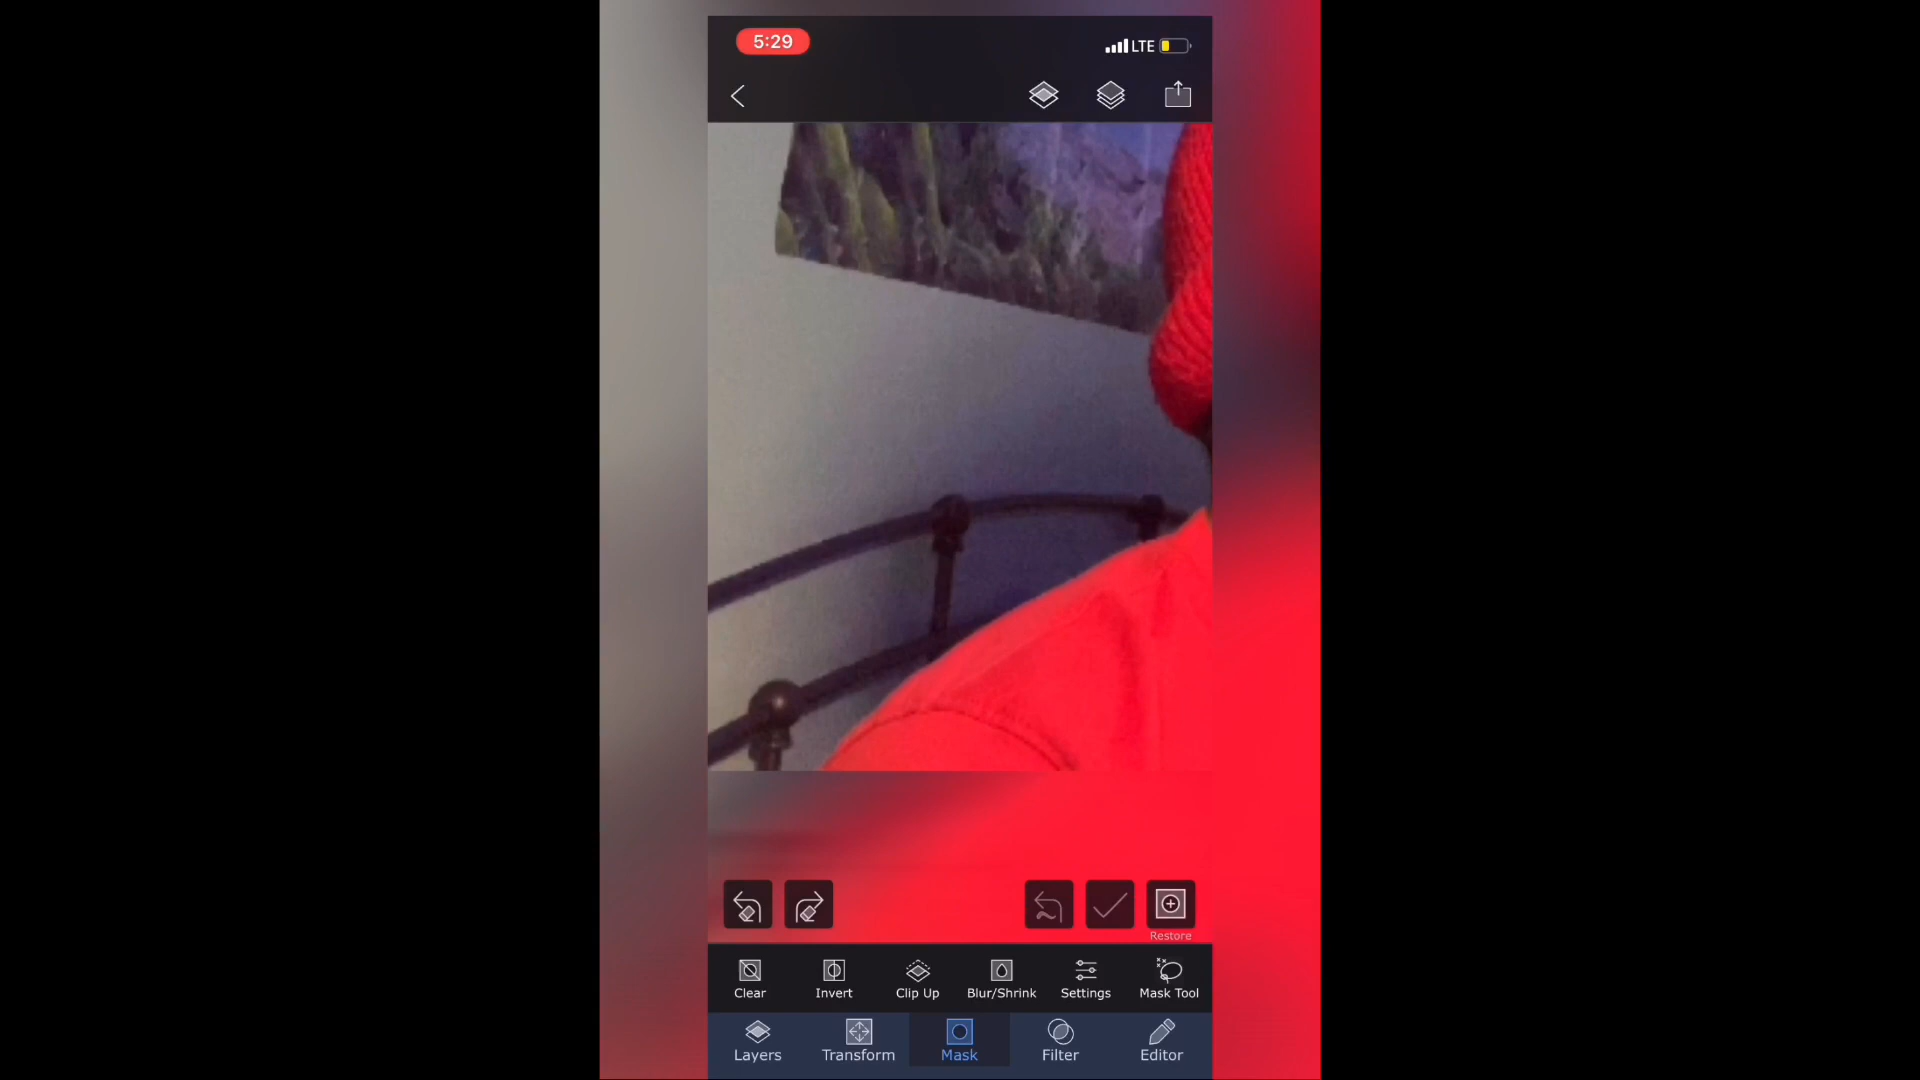 5:29
LTE
Restore
Clear Invert Clip Up Blur/Shrink Settings Mask Tool
Layers Transform Mask Filter Editor